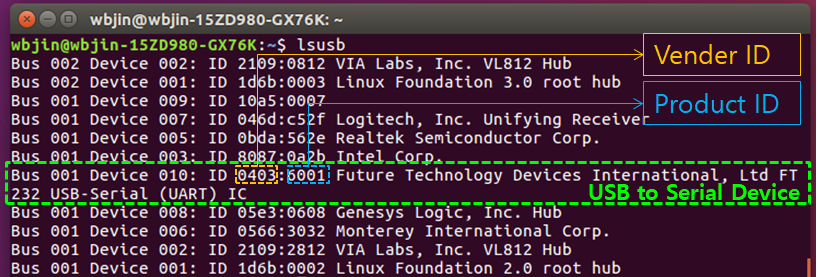 wbjin@wbjin-15ZD980-GX76K: ~
wbjin@wbjin-15ZD980-GX76K:~$ lsusb
Bus 002 Device 002: ID 2109:0812 VIA Labs, Inc. VL812 Hub
Vender ID
Bus 002 Device 001: ID 1d6b:0003 Linux Foundation 3.0 root hub
Bus 001 Device 009: ID 10a5:0007
Product ID
Bus 001 Device 007: ID 046d:c52f Logitech, Inc. Unifying Receiver
Bus 001 Device 005: ID 0bda:562e Realtek Semiconductor Corp.
Bus 001 Device 003: ID 8087:0a2b Intel Corp.
Bus 001 Device 010: ID 0403:6001 Future Technology Devices International, Ltd FT
232 USB-Serial (UART) IC
USB to Serial Device
Bus 001 Device 008: ID 05e3:0608 Genesys Logic, Inc. Hub
Bus 001 Device 006: ID 0566:3032 Monterey International Corp.
Bus 001 Device 002: ID 2109:2812 VIA Labs, Inc. VL812 Hub
Bus 001 Device 001: ID 1d6b:0002 Linux Foundation 2.0 root hub